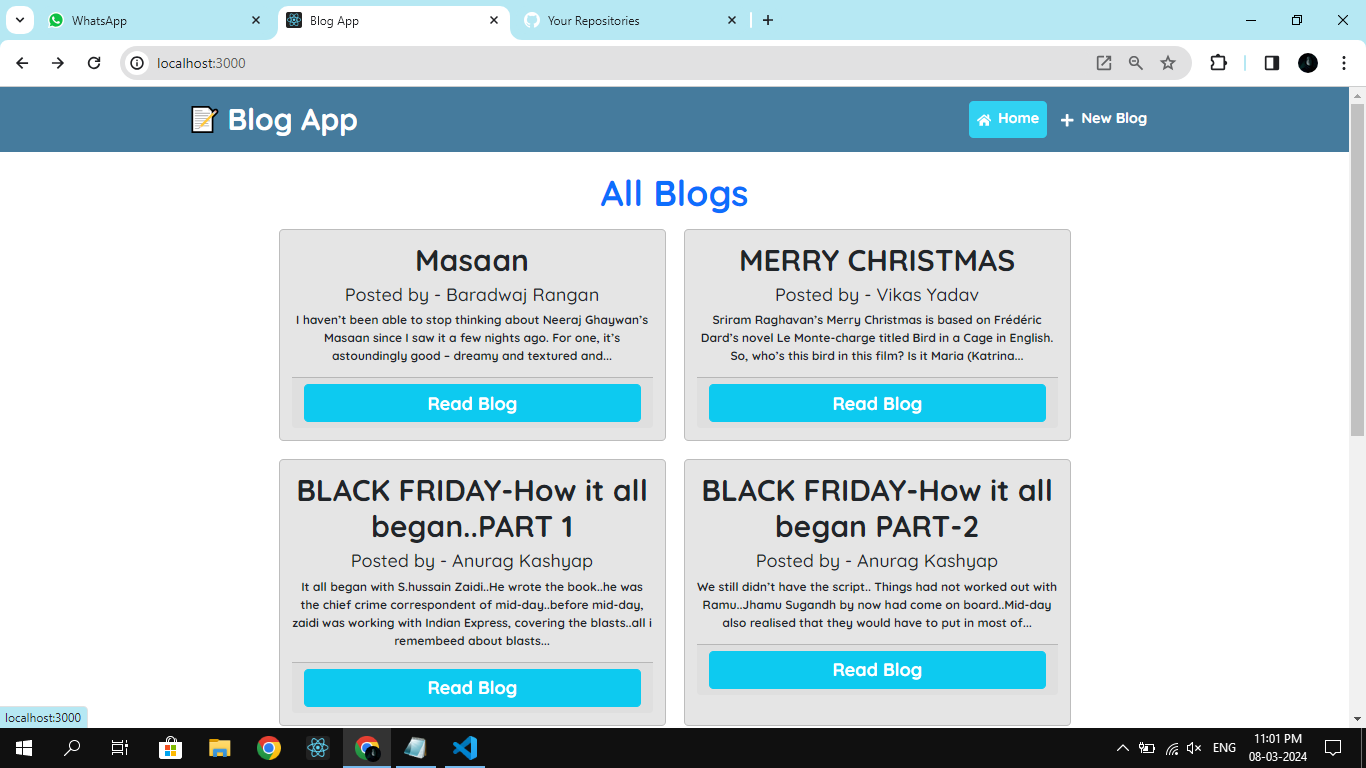 WhatsApp
Blog App
Your Repositories
localhost:3000
Blog App
Home
New Blog
All Blogs
Masaan
Posted by - Baradwaj Rangan
I haven’t been able to stop thinking about Neeraj Ghaywan’s
Masaan since I saw it a few nights ago. For one, it’s
astoundingly good – dreamy and textured and...
Read Blog
MERRY CHRISTMAS
Posted by - Vikas Yadav
Sriram Raghavan’s Merry Christmas is based on Frédéric
Dard’s novel Le Monte-charge titled Bird in a Cage in English.
So, who’s this bird in this film? Is it Maria (Katrina...
Read Blog
BLACK FRIDAY-How it all
began..PART 1
Posted by - Anurag Kashyap
It all began with S.hussain Zaidi..He wrote the book..he was
the chief crime correspondent of mid-day..before mid-day,
zaidi was working with Indian Express, covering the blasts..all i
remembeed about blasts...
Read Blog
BLACK FRIDAY-How it all
began PART-2
Posted by - Anurag Kashyap
We still didn’t have the script.. Things had not worked out with
Ramu..Jhamu Sugandh by now had come on board..Mid-day
also realised that they would have to put in most of...
Read Blog
localhost:3000
ENG
11:01 PM
08-03-2024